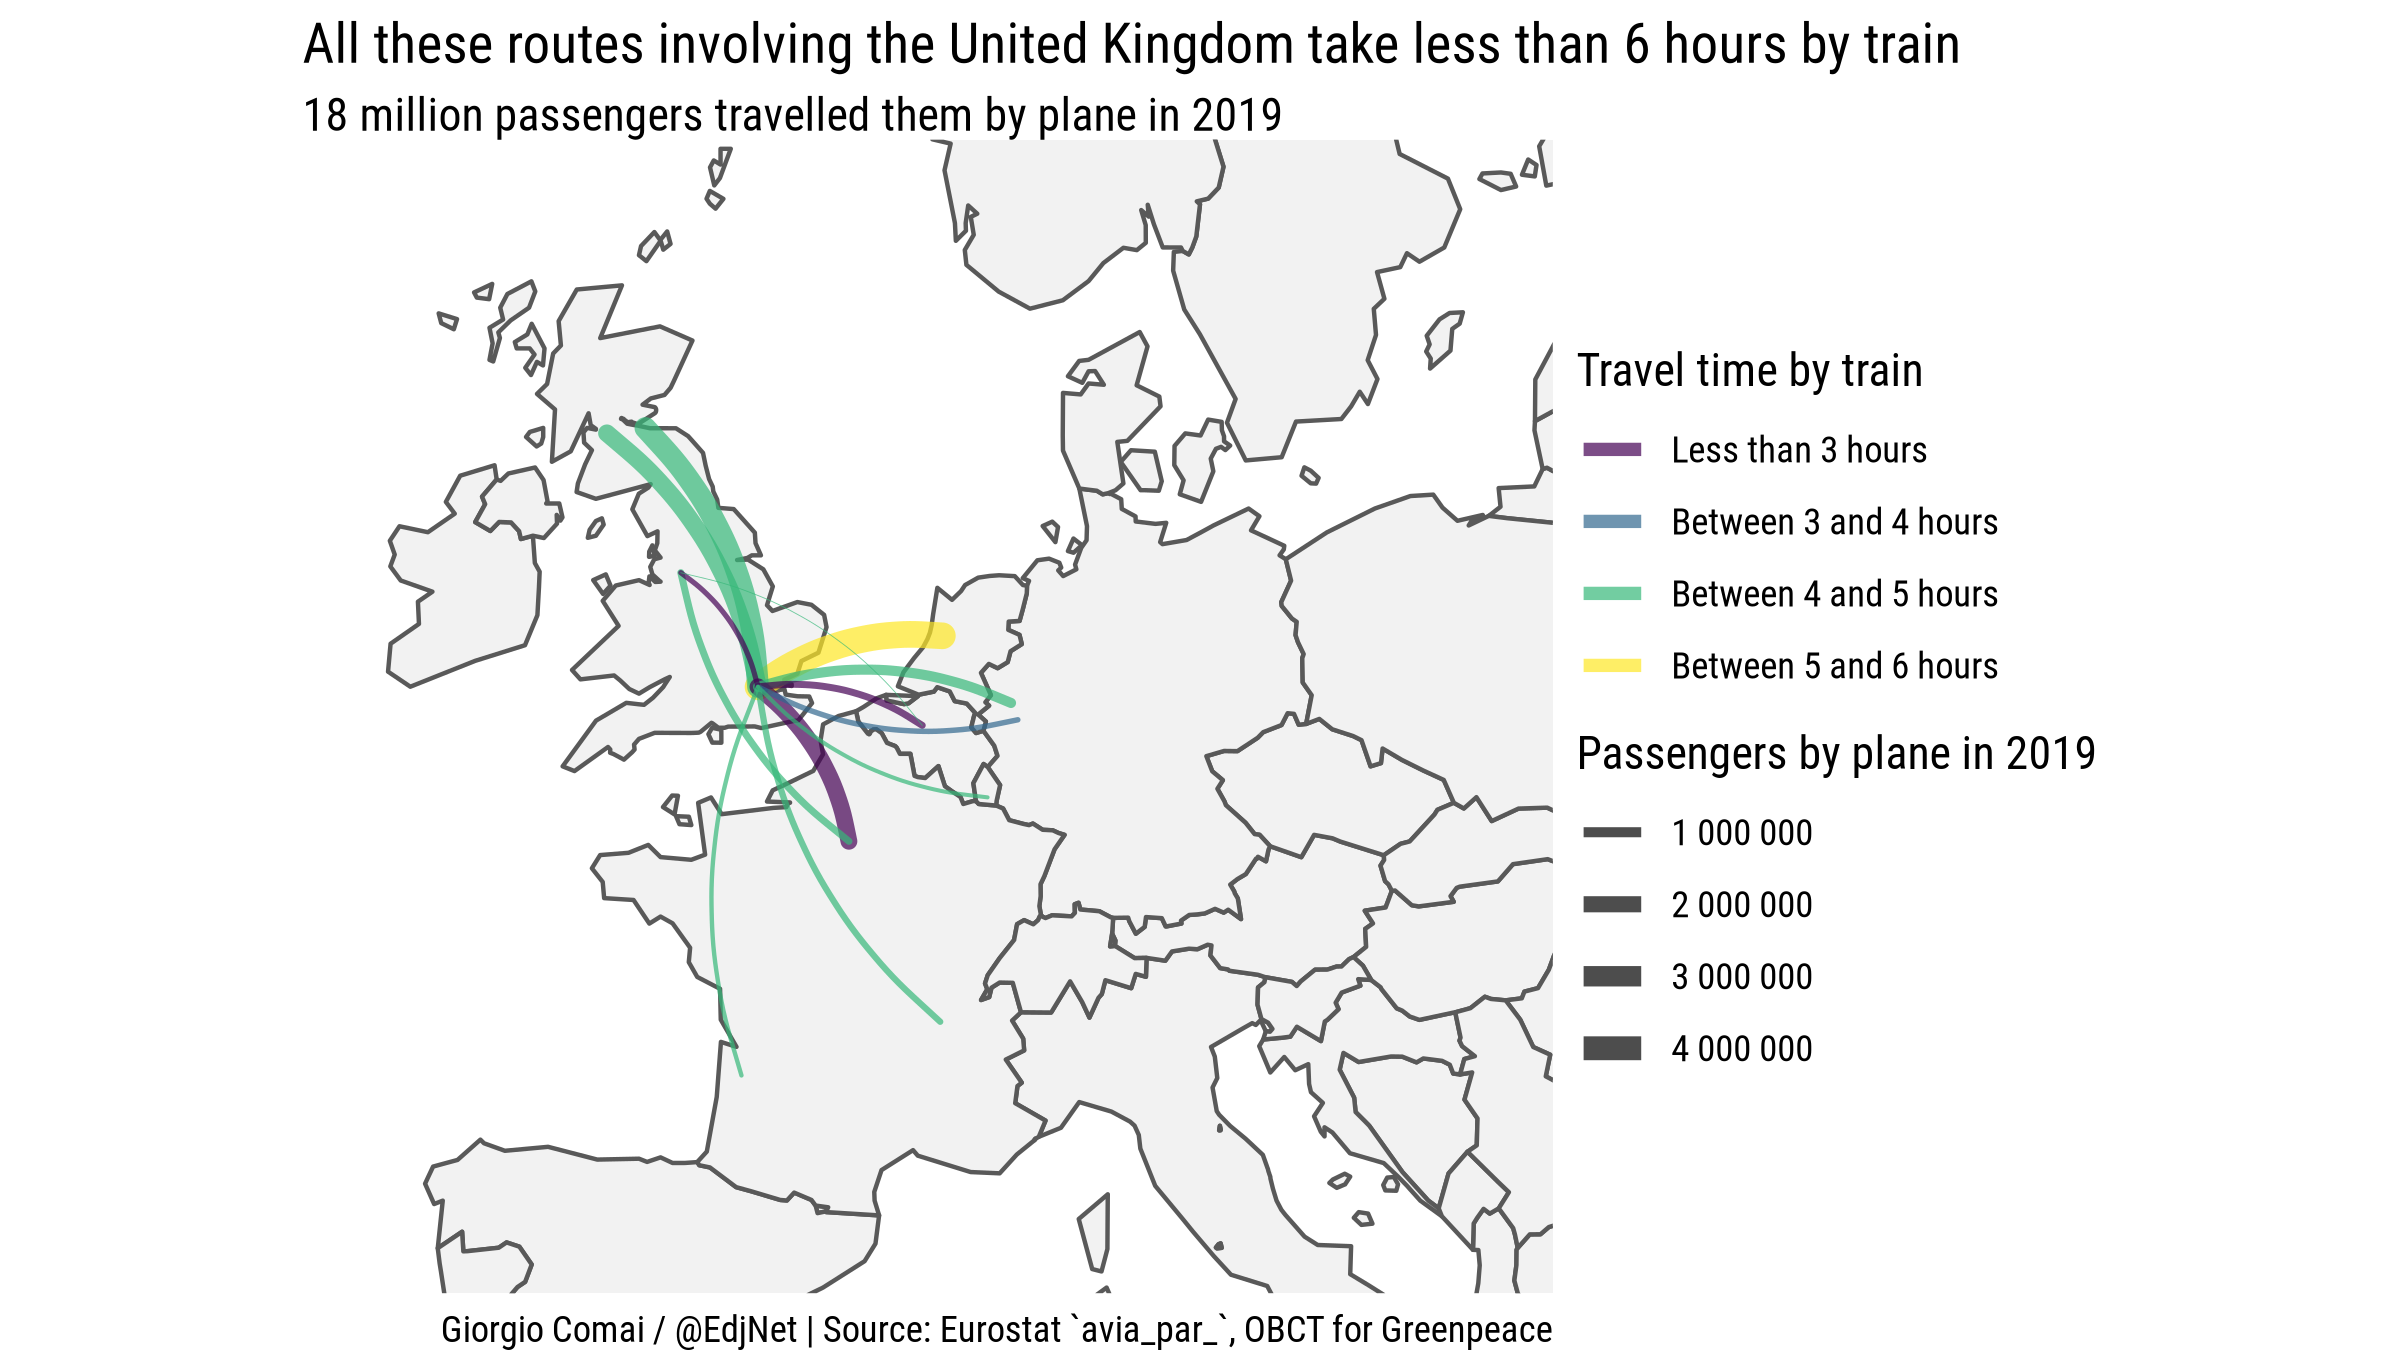 All these routes involving the United Kingdom take less than 6 hours by train
18 million passengers travelled them by plane in 2019
Travel time by train
Less than 3 hours
Between 3 and 4 hours
Between 4 and 5 hours
Between 5 and 6 hours
Passengers by plane in 2019
1 000 000
2 000 000
3 000 000
4 000 000
Giorgio Comai / @EdjNet | Source: Eurostat `avia_par_`, OBCT for Greenpeace